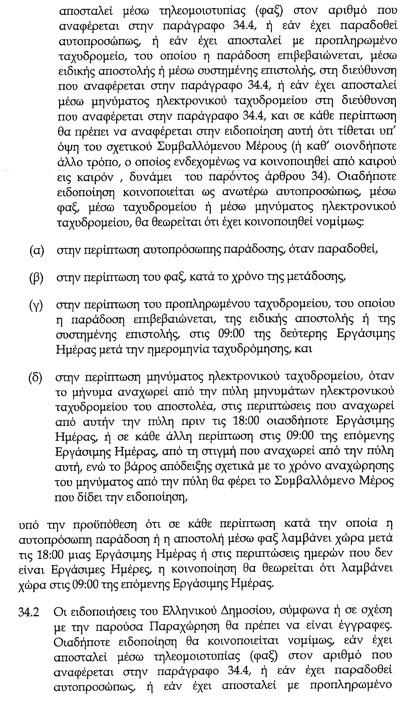 αποσταλεί μέσω τηλεομοιοτυπίας (φαξ) στον αριθμό που
αναφέρεται στην παράγραφο 34.4, ή εάν έχει παραδοθεί
αυτοπροσώπως, ή εάν έχει αποσταλεί με προπληρωμένο
ταχυδρομείο, του οποίου η παράδοση επιβεβαιώνεται, μέσω
ειδικής αποστολής ή μέσω συστημένης επιστολής, στη διεύθυνση
που αναφέρεται στην παράγραφο 34.4, ή εάν έχει αποσταλεί
μέσω μηνύματος ηλεκτρονικού ταχυδρομείου στη διεύθυνση
που αναφέρεται στην παράγραφο 34.4, και σε κάθε περίπτωση
θα πρέπει να αναφέρεται στην ειδοποίηση αυτή ότι τίθεται υπ'
όψη του σχετικού Συμβαλλόμενου Μέρους (ή καθ' οιονδήποτε
άλλο τρόπο, ο οποίος ενδεχομένως να κοινοποιηθεί από καιρού
εις καιρόν , δυνάμει του παρόντος άρθρου 34). Οιαδήποτε
ειδοποίηση κοινοποιείται ως ανωτέρω αυτοπροσώπως, μέσω
φαξ, μέσω ταχυδρομείου ή μέσω μηνύματος ηλεκτρονικού
ταχυδρομείου, θα θεωρείται ότι έχει κοινοποιηθεί νομίμως:
(α) στην περίπτωση αυτοπρόσωπης παράδοσης, όταν παραδοθεί,
(β) στην περίπτωση του φαξ, κατά το χρόνο της μετάδοσης,
(γ) στην περίπτωση του προπληρωμένου ταχυδρομείου, του οποίου
η παράδοση επιβεβαιώνεται, της ειδικής αποστολής ή της
συστημένης επιστολής, στις 09:00 της δεύτερης Εργάσιμης
Ημέρας μετά την ημερομηνία ταχυδρόμησης, και
(δ) στην περίπτωση μηνύματος ηλεκτρονικού ταχυδρομείου, όταν
το μήνυμα αναχωρεί από την πύλη μηνυμάτων ηλεκτρονικού
ταχυδρομείου του αποστολέα, στις περιπτώσεις που αναχωρεί
από αυτήν την πύλη πριν τις 18:00 οιασδήποτε Εργάσιμης
Ημέρας, ή σε κάθε άλλη περίπτωση στις 09:00 της επόμενης
Εργάσιμης Ημέρας, από τη στιγμή που αναχωρεί από την πύλη
αυτή, ενώ το βάρος απόδειξης σχετικά με το χρόνο αναχώρησης
του μηνύματος από την πύλη θα φέρει το Συμβαλλόμενο Μέρος
που δίδει την ειδοποίηση,
υπό την προϋπόθεση ότι σε κάθε περίπτωση κατά την οποία η
αυτοπρόσωπη παράδοση ή η αποστολή μέσω φαξ λαμβάνει χώρα μετά
τις 18:00 μιας Εργάσιμης Ημέρας ή στις περιπτώσεις ημερών που δεν
είναι Εργάσιμες Ημέρες, η κοινοποίηση θα θεωρείται ότι λαμβάνει
χώρα στις 09:00 της επόμενης Εργάσιμης Ημέρας.
34.2 Οι ειδοποιήσεις του Ελληνικού Δημοσίου, σύμφωνα ή σε σχέση
με την παρούσα Παραχώρηση θα πρέπει να είναι έγγραφες.
Οιαδήποτε ειδοποίηση θα κοινοποιείται νομίμως, εάν έχει
αποσταλεί μέσω τηλεομοιοτυπίας (φαξ) στον αριθμό που
αναφέρεται στην παράγραφο 34.4, ή εάν έχει παραδοθεί
αυτοπροσώπως, ή εάν έχει αποσταλεί με προπληρωμένο